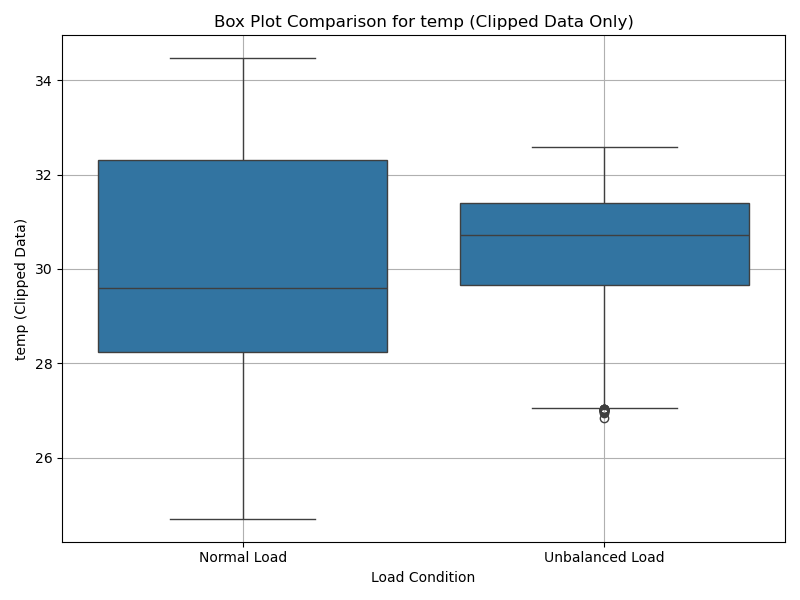 Box Plot Comparison for temp (Clipped Data Only)
34
32
30
28
26
temp (Clipped Data)
Normal Load
Unbalanced Load
Load Condition